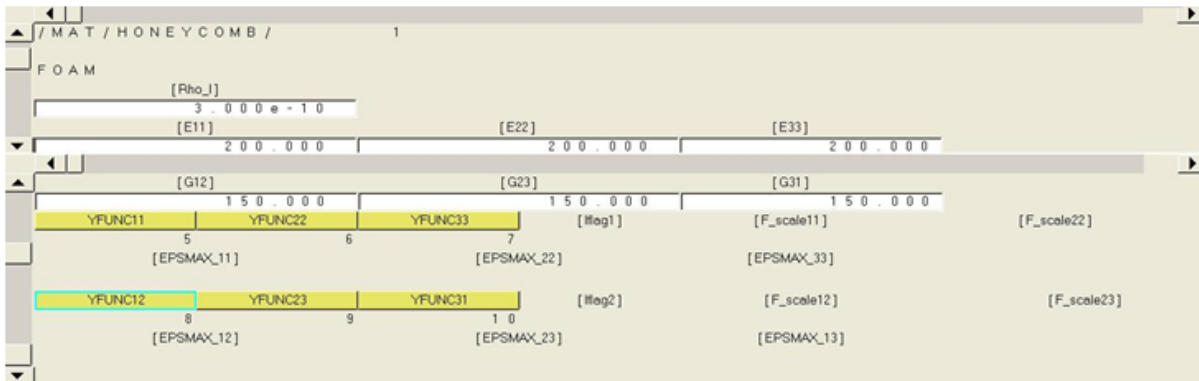 /MAT/HONEYCOMB/ 1
FOAM
[Rho_I]
3.000e-10
[E11] [E22] [E33]
200.000 200.000 200.000
[G12] [G23] [G31]
150.000 150.000 150.000
YFUNC11 YFUNC22 YFUNC33 [Iflag1] [F_scale11] [F_scale22]
5 6 7
[EPSMAX_11] [EPSMAX_22] [EPSMAX_33]
YFUNC12 YFUNC23 YFUNC31 [Iflag2] [F_scale12] [F_scale23]
8 9 10
[EPSMAX_12] [EPSMAX_23] [EPSMAX_13]